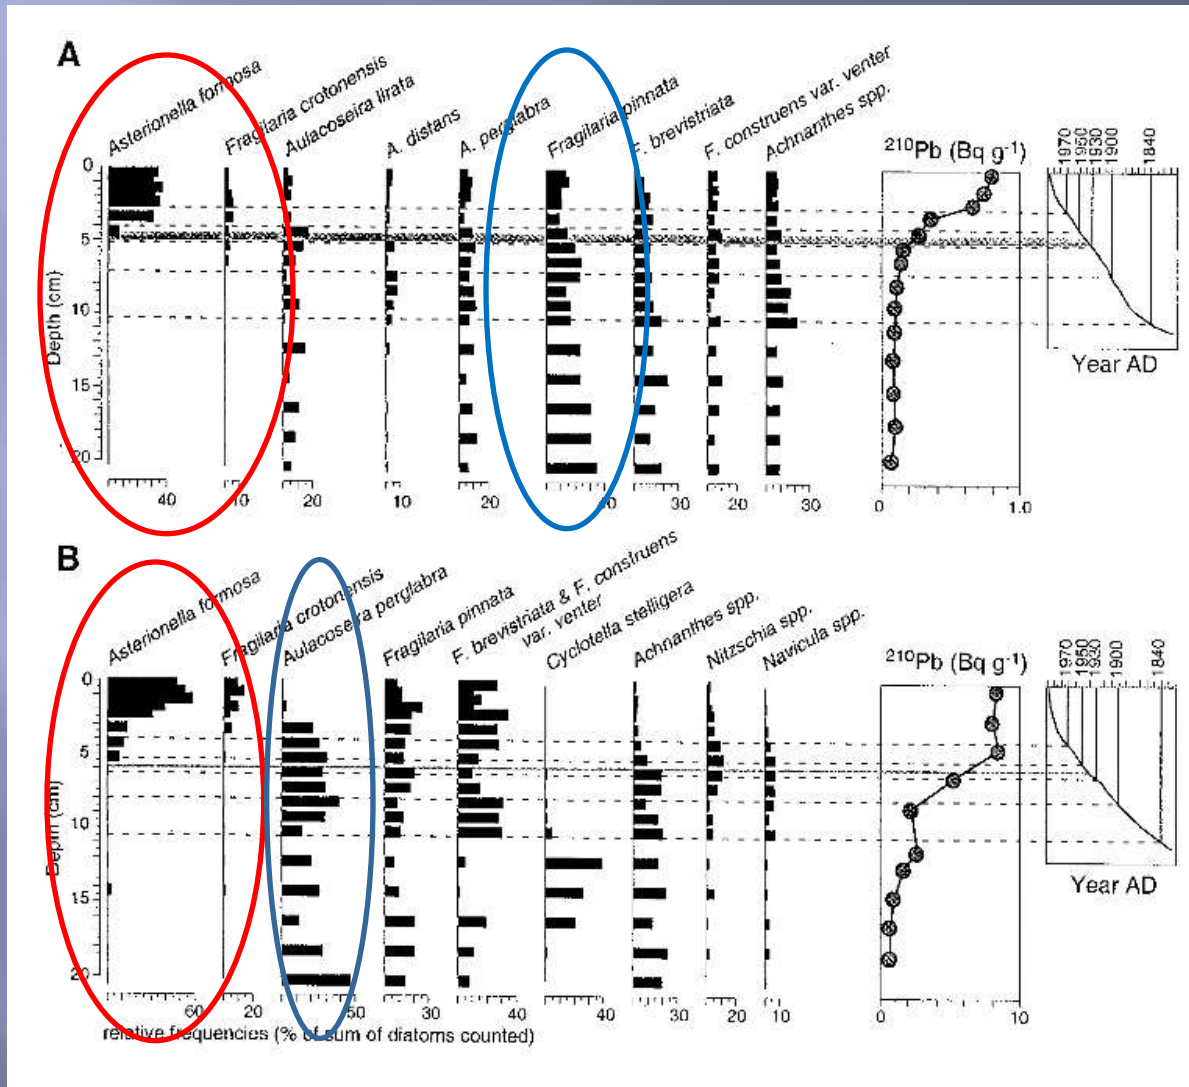 A
Asterionella formosa
Fragilaria crotonensis
Aulacoseira lirata
A. distans
A. perglabra
Fragilaria pinnata
F. brevistriata
F. construens var. venter
Achnanthes spp.
210Pb (Bq g-1)
1970
1950
1930
1900
1840
0
5
10
15
20
Depth (cm)
40
10
20
10
20
30
20
30
0
1.0
Year AD
B
Asterionella formosa
Fragilaria crotonensis
Aulacoseira perglabra
Fragilaria pinnata
F. brevistriata & F. construens
var. venter
Cyclotella stelligera
Achnanthes spp.
Nitzschia spp.
Navicula spp.
210Pb (Bq g-1)
1970
1950
1930
1900
1840
0
5
10
15
20
Depth (cm)
60
20
50
30
40
40
30
20
10
0
10
Year AD
relative frequencies (% of sum of diatoms counted)